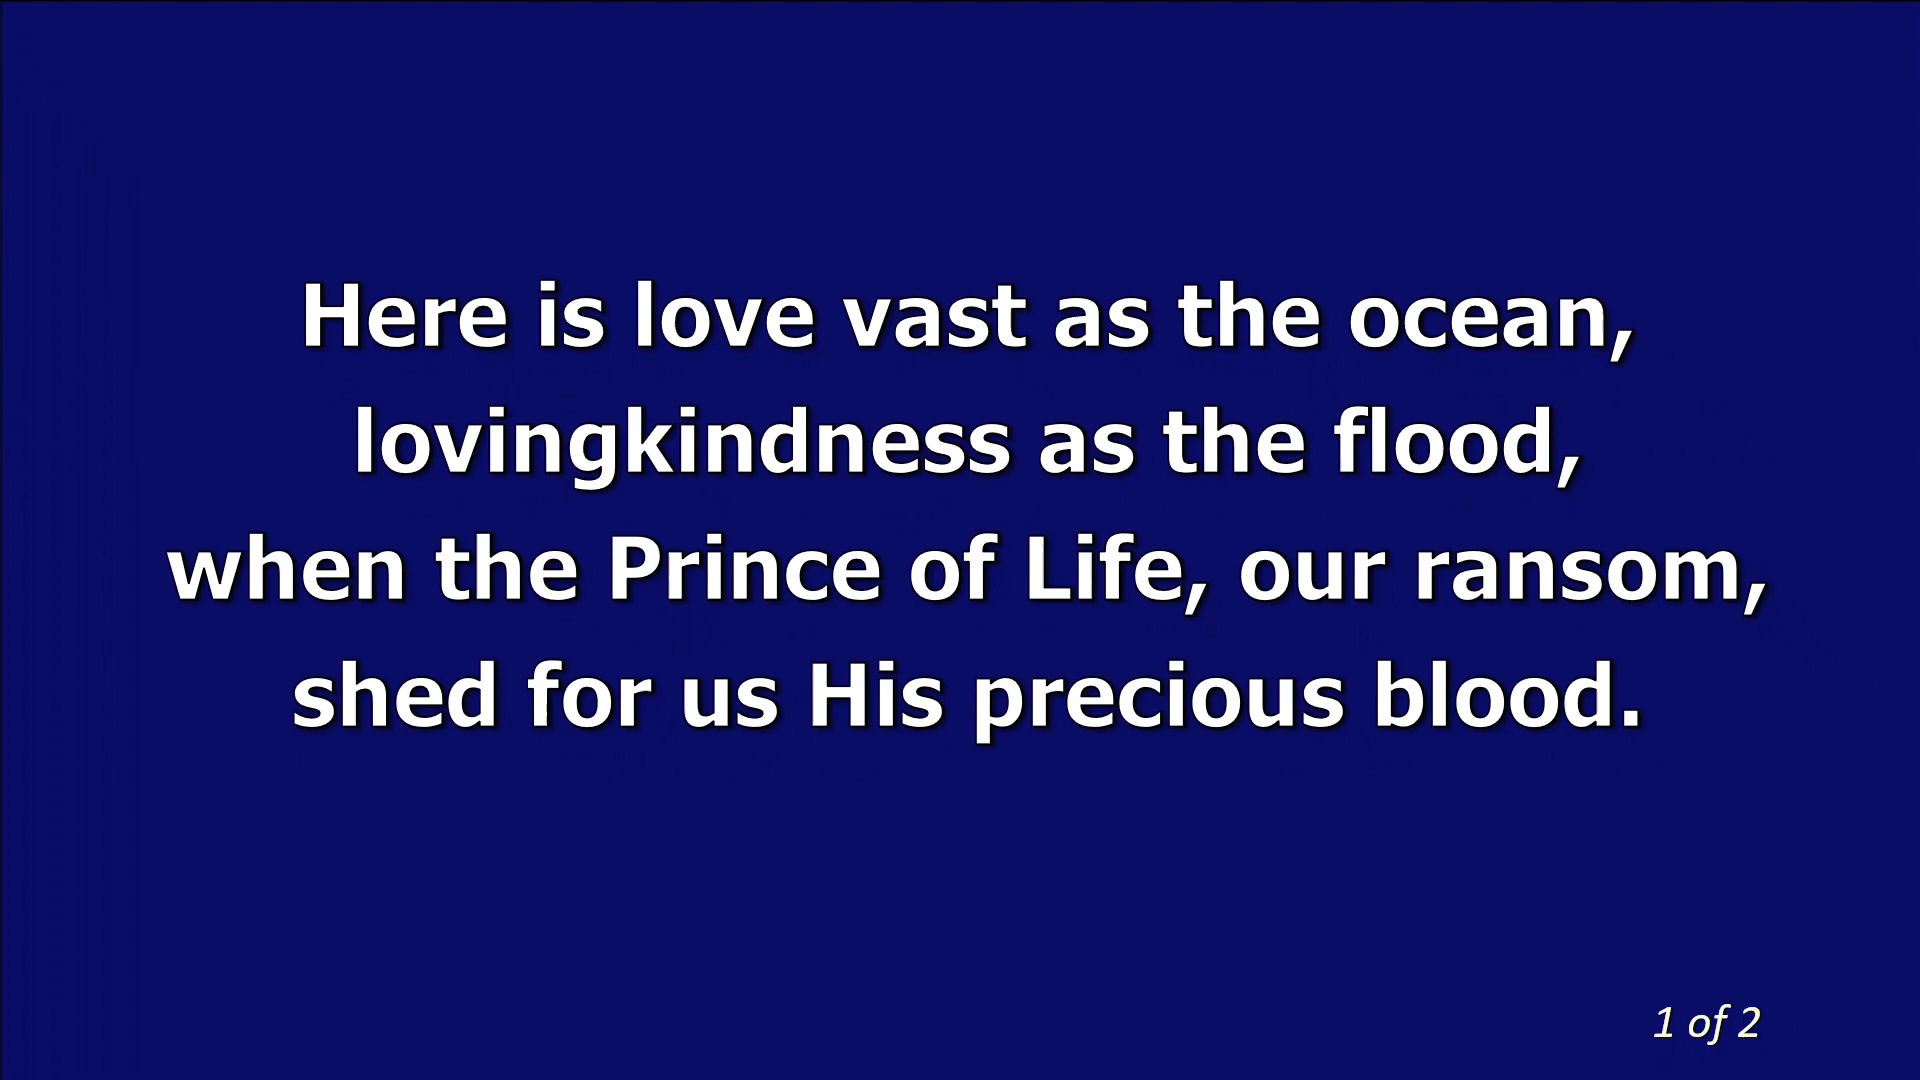 Here is love vast as the ocean,
lovingkindness as the flood,
when the Prince of Life, our ransom,
shed for us His precious blood.
1 of 2